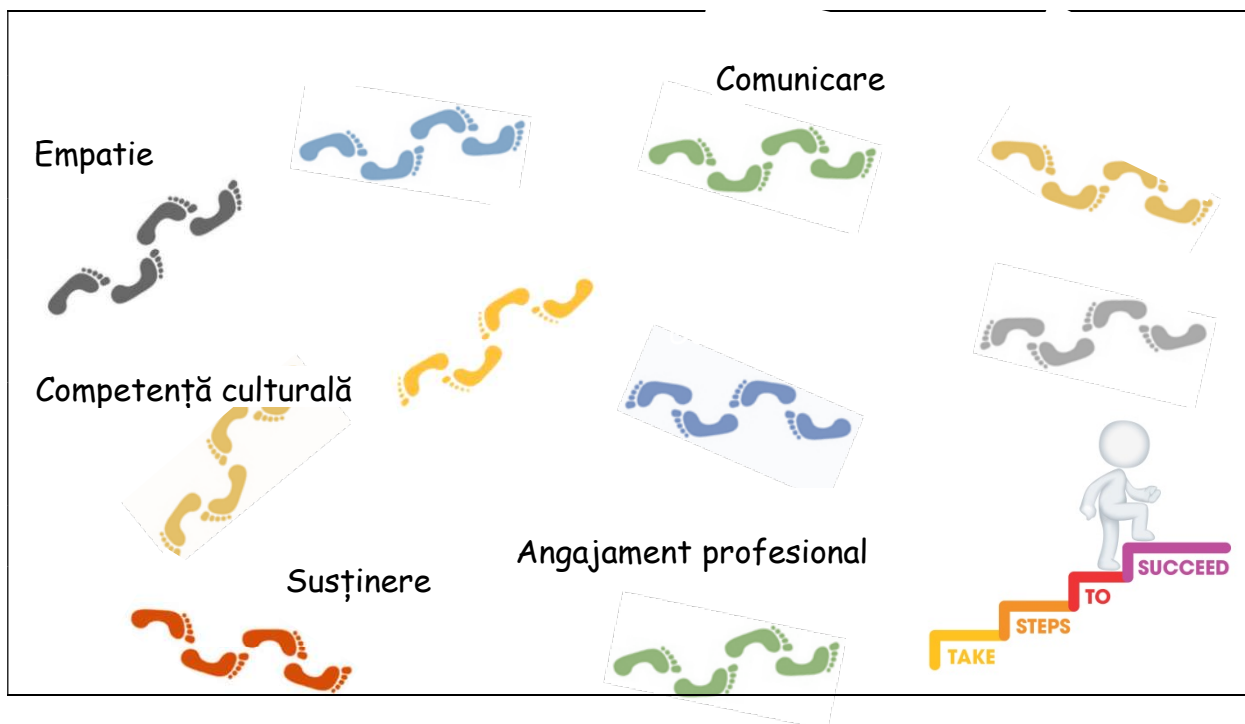 Comunicare
Empatie
Competență culturală
Angajament profesional
Susținere
SUCCEED
TO
STEPS
TAKE